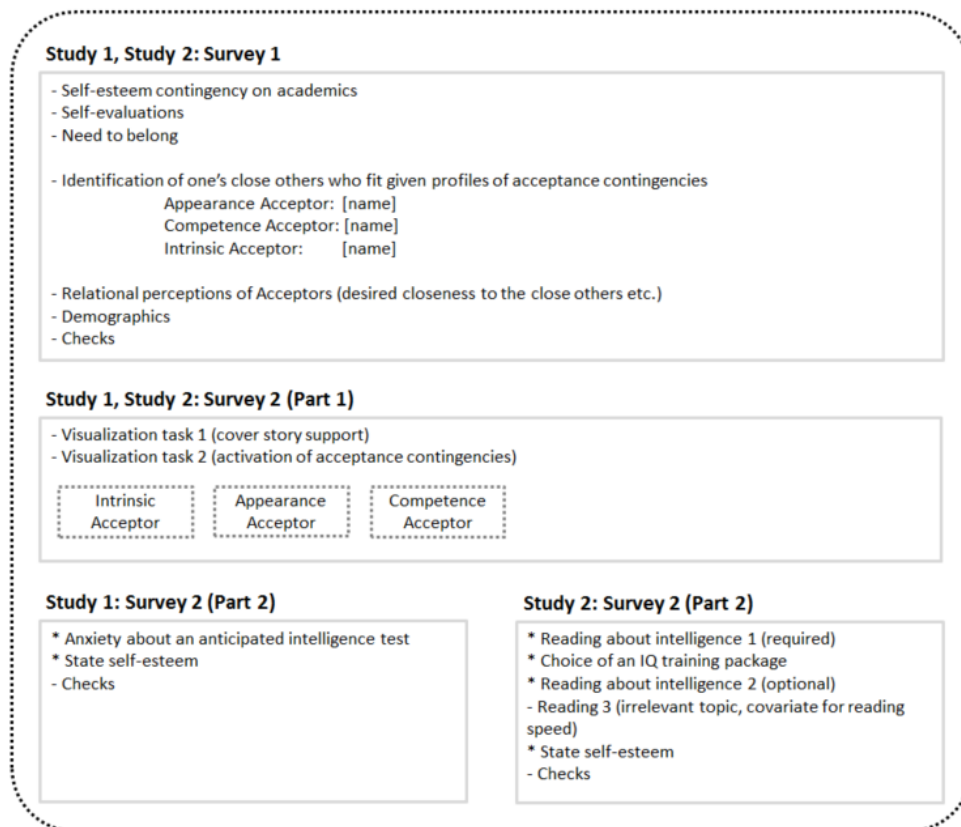 Study 1, Study 2: Survey 1
- Self-esteem contingency on academics
- Self-evaluations
- Need to belong
- Identification of one's close others who fit given profiles of acceptance contingencies
Appearance Acceptor: [name]
Competence Acceptor: [name]
Intrinsic Acceptor: [name]
- Relational perceptions of Acceptors (desired closeness to the close others etc.)
- Demographics
- Checks
Study 1, Study 2: Survey 2 (Part 1)
- Visualization task 1 (cover story support)
- Visualization task 2 (activation of acceptance contingencies)
Intrinsic
Acceptor
Appearance
Acceptor
Competence
Acceptor
Study 1: Survey 2 (Part 2)
* Anxiety about an anticipated intelligence test
* State self-esteem
- Checks
Study 2: Survey 2 (Part 2)
* Reading about intelligence 1 (required)
* Choice of an IQ training package
* Reading about intelligence 2 (optional)
- Reading 3 (irrelevant topic, covariate for reading
speed)
* State self-esteem
- Checks